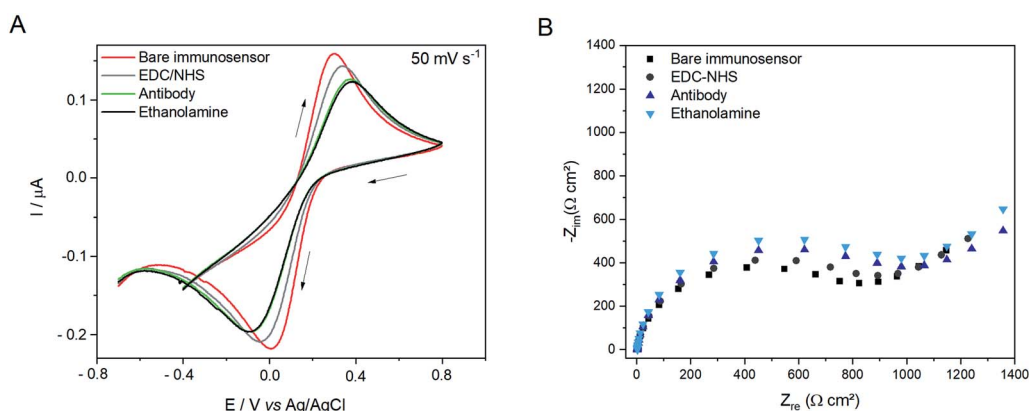 A
Bare immunosensor
EDC/NHS
Antibody
Ethanolamine
50 mV s⁻¹
I / µA
0.1
0.0
- 0.1
- 0.2
- 0.8
- 0.4
0.0
0.4
0.8
E / V vs Ag/AgCl
B
Bare immunosensor
EDC-NHS
Antibody
Ethanolamine
-Zim(Ω cm²)
1400
1200
1000
800
600
400
200
0
0
200
400
600
800
1000
1200
1400
Zre (Ω cm²)